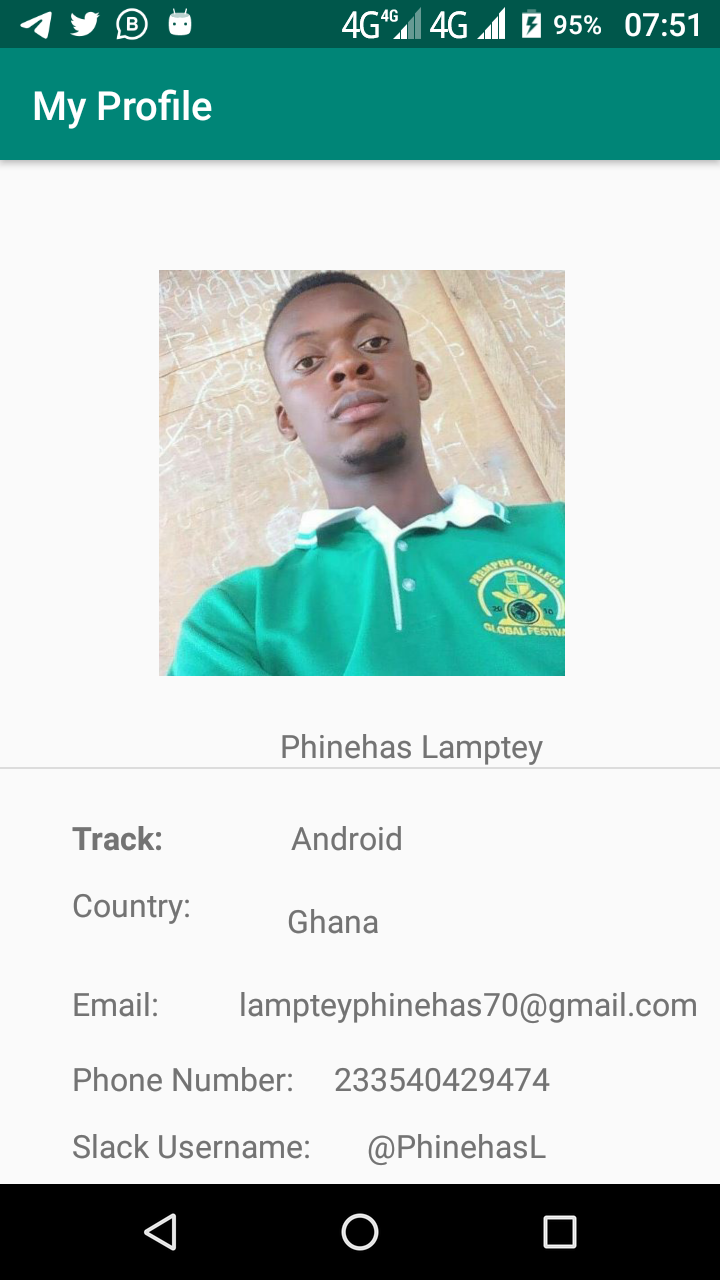 4G 4G 4G 95% 07:51
My Profile
PREMPEH COLLEGE
20 10
GLOBAL FESTIV
Phinehas Lamptey
Track: Android
Country: Ghana
Email: lampteyphinehas70@gmail.com
Phone Number: 233540429474
Slack Username: @PhinehasL